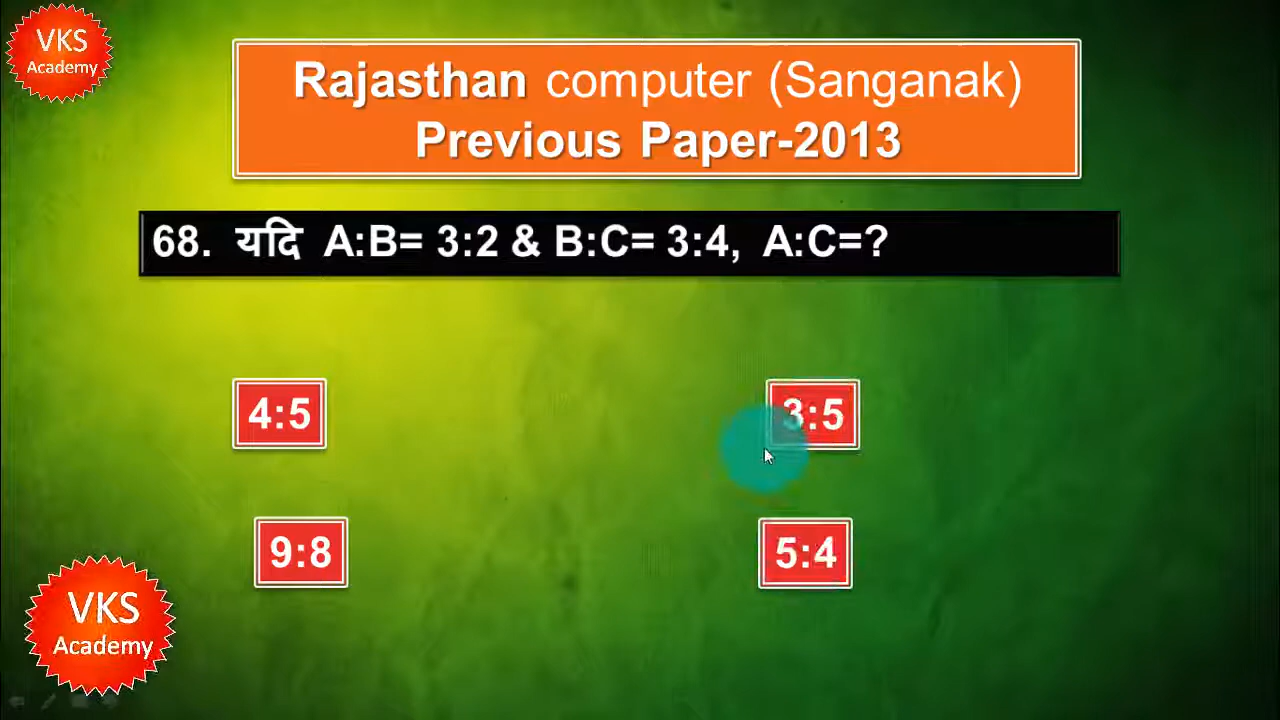 VKS
Academy
Rajasthan computer (Sanganak)
Previous Paper-2013
68. यदि A:B= 3:2 & B:C= 3:4, A:C=?
4:5
3:5
9:8
5:4
VKS
Academy